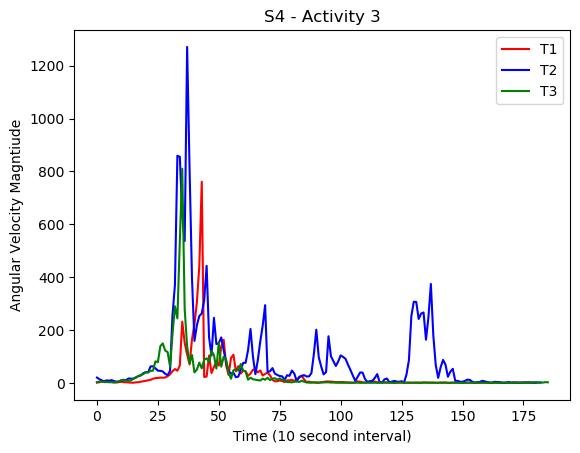 S4 - Activity 3
T1
T2
T3
Angular Velocity Magntiude
1200
1000
800
600
400
200
0
0 25 50 75 100 125 150 175
Time (10 second interval)